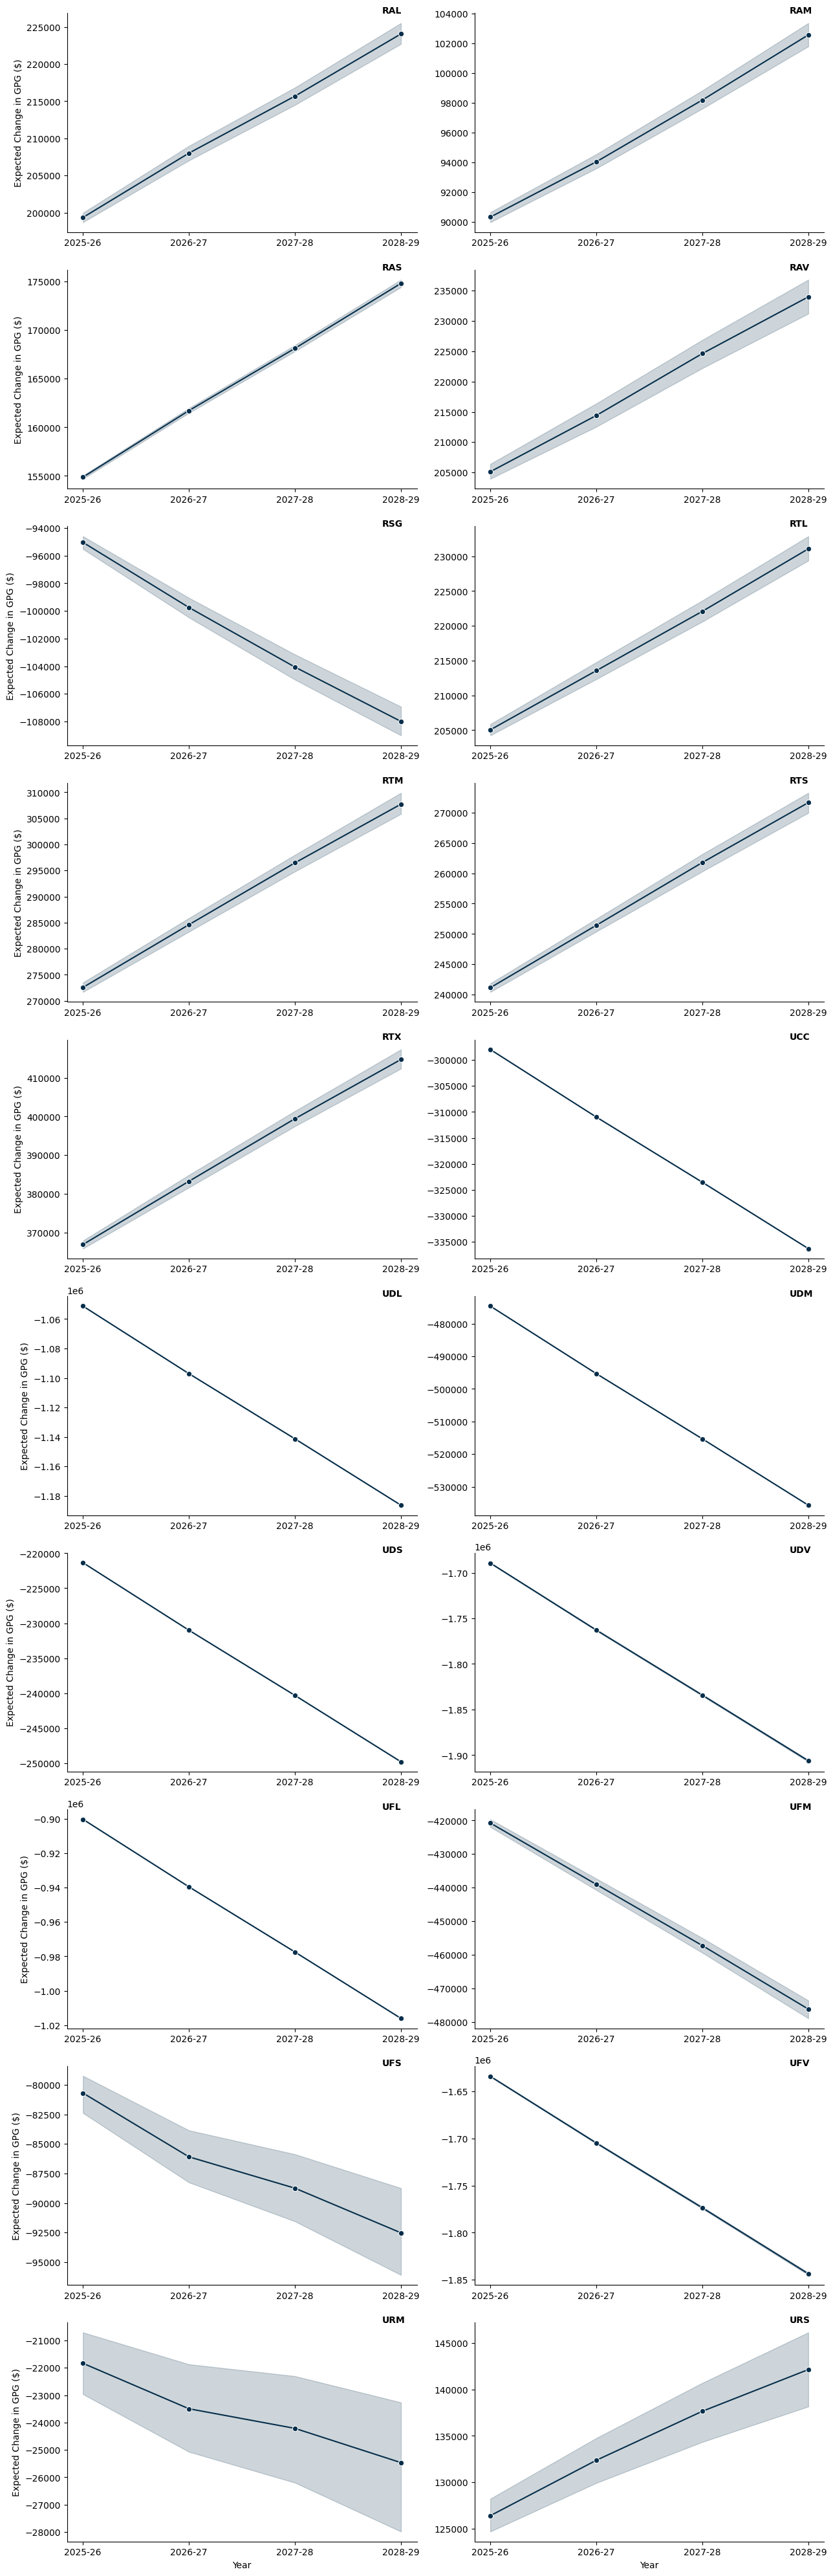 RAL
Expected Change in GPG ($)
225000
220000
215000
210000
205000
200000
2025-26 2026-27 2027-28 2028-29
RAM
104000
102000
100000
98000
96000
94000
92000
90000
2025-26 2026-27 2027-28 2028-29
RAS
Expected Change in GPG ($)
175000
170000
165000
160000
155000
2025-26 2026-27 2027-28 2028-29
RAV
235000
230000
225000
220000
215000
210000
205000
2025-26 2026-27 2027-28 2028-29
RSG
Expected Change in GPG ($)
−94000
−96000
−98000
−100000
−102000
−104000
−106000
−108000
2025-26 2026-27 2027-28 2028-29
RTL
230000
225000
220000
215000
210000
205000
2025-26 2026-27 2027-28 2028-29
RTM
Expected Change in GPG ($)
310000
305000
300000
295000
290000
285000
280000
275000
270000
2025-26 2026-27 2027-28 2028-29
RTS
270000
265000
260000
255000
250000
245000
240000
2025-26 2026-27 2027-28 2028-29
RTX
Expected Change in GPG ($)
410000
400000
390000
380000
370000
2025-26 2026-27 2027-28 2028-29
UCC
−300000
−305000
−310000
−315000
−320000
−325000
−330000
−335000
2025-26 2026-27 2027-28 2028-29
UDL
1e6
Expected Change in GPG ($)
−1.06
−1.08
−1.10
−1.12
−1.14
−1.16
−1.18
2025-26 2026-27 2027-28 2028-29
UDM
−480000
−490000
−500000
−510000
−520000
−530000
2025-26 2026-27 2027-28 2028-29
UDS
Expected Change in GPG ($)
−220000
−225000
−230000
−235000
−240000
−245000
−250000
2025-26 2026-27 2027-28 2028-29
UDV
1e6
−1.70
−1.75
−1.80
−1.85
−1.90
2025-26 2026-27 2027-28 2028-29
UFL
1e6
Expected Change in GPG ($)
−0.90
−0.92
−0.94
−0.96
−0.98
−1.00
−1.02
2025-26 2026-27 2027-28 2028-29
UFM
−420000
−430000
−440000
−450000
−460000
−470000
−480000
2025-26 2026-27 2027-28 2028-29
UFS
Expected Change in GPG ($)
−80000
−82500
−85000
−87500
−90000
−92500
−95000
2025-26 2026-27 2027-28 2028-29
UFV
1e6
−1.65
−1.70
−1.75
−1.80
−1.85
2025-26 2026-27 2027-28 2028-29
URM
Expected Change in GPG ($)
−21000
−22000
−23000
−24000
−25000
−26000
−27000
−28000
2025-26 2026-27 2027-28 2028-29
Year
URS
145000
140000
135000
130000
125000
2025-26 2026-27 2027-28 2028-29
Year